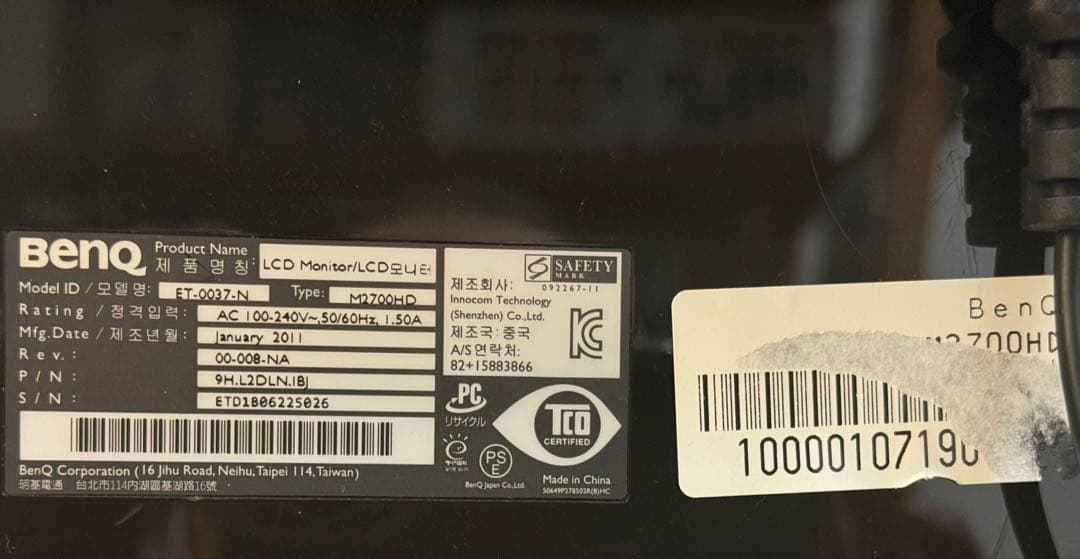 BenQ
Product Name
제 품 명 칭:
LCD Monitor/LCD모니터
Model ID / 모델명:
ET-0037-N
Type:
M2700HD
Rating / 정격입력:
AC 100-240V~,50/60Hz, 1.50A
Mfg.Date / 제조년월:
January 2011
Rev. :
00-008-NA
P / N :
9H.L2DLN.IBJ
S / N :
ETD1B06225026
BenQ Corporation (16 Jihu Road, Neihu,Taipei 114,Taiwan)
明基電通 台北市114內湖區基湖路16號
SAFETY
MARK
092267-11
제조회사:
Innocom Technology
(Shenzhen) Co.,Ltd.
제조국: 중국
A/S연락처:
82+15883866
PC
リサイクル
TCO
CERTIFIED
PS
E
BenQ Japan Co.,Ltd.
Made in China
BenQ
M2700HD
1000010719